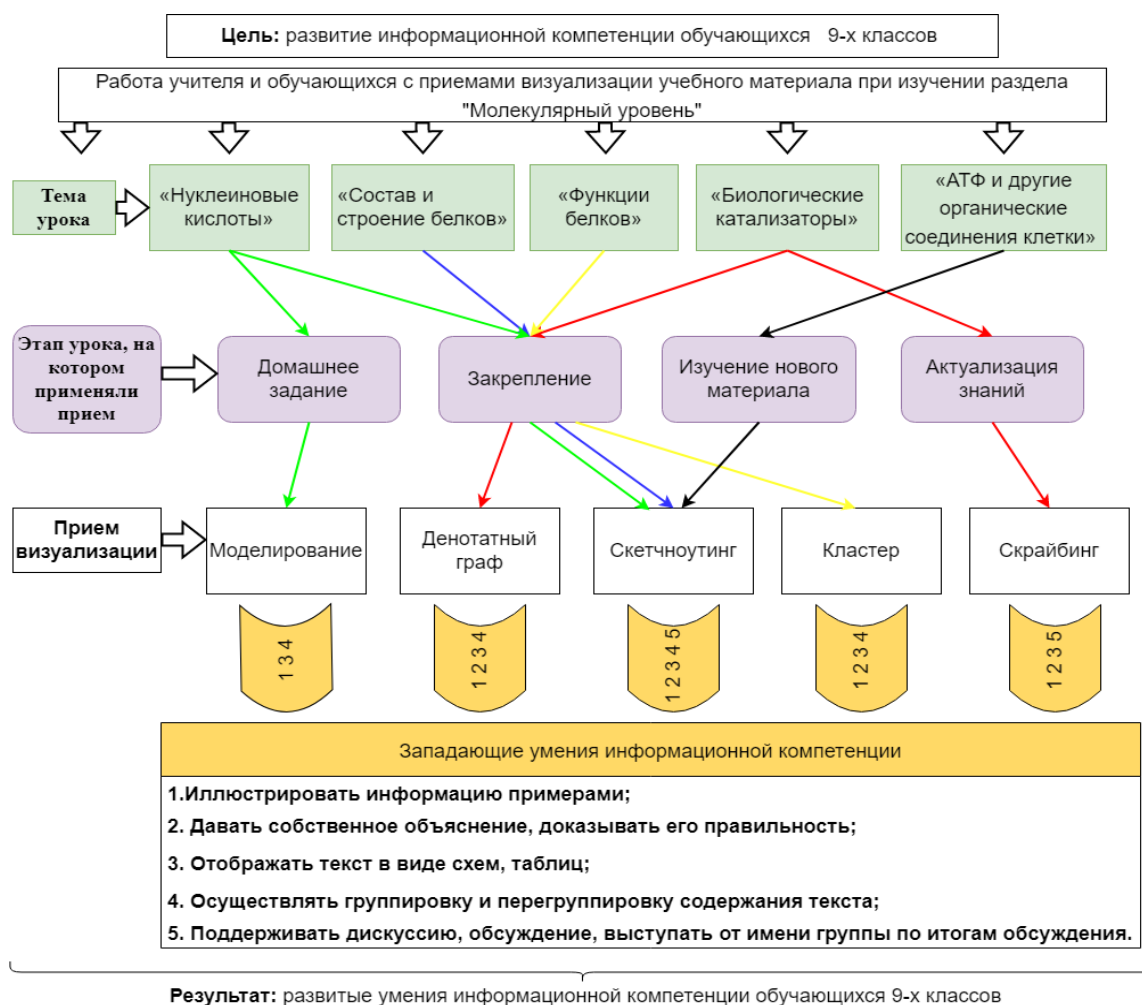 Цель: развитие информационной компетенции обучающихся 9-х классов
Работа учителя и обучающихся с приемами визуализации учебного материала при изучении раздела
"Молекулярный уровень"
Тема
урока
«Нуклеиновые
кислоты»
«Состав и
строение белков»
«Функции
белков»
«Биологические
катализаторы»
«АТФ и другие
органические
соединения клетки»
Этап урока, на
котором
применяли
прием
Домашнее
задание
Закрепление
Изучение нового
материала
Актуализация
знаний
Прием
визуализации
Моделирование
Денотатный
граф
Скетчноутинг
Кластер
Скрайбинг
1 3 4
1 2 3 4
1 2 3 4 5
1 2 3 4
1 2 3 5
Западающие умения информационной компетенции
1.Иллюстрировать информацию примерами;
2. Давать собственное объяснение, доказывать его правильность;
3. Отображать текст в виде схем, таблиц;
4. Осуществлять группировку и перегруппировку содержания текста;
5. Поддерживать дискуссию, обсуждение, выступать от имени группы по итогам обсуждения.
Результат: развитые умения информационной компетенции обучающихся 9-х классов